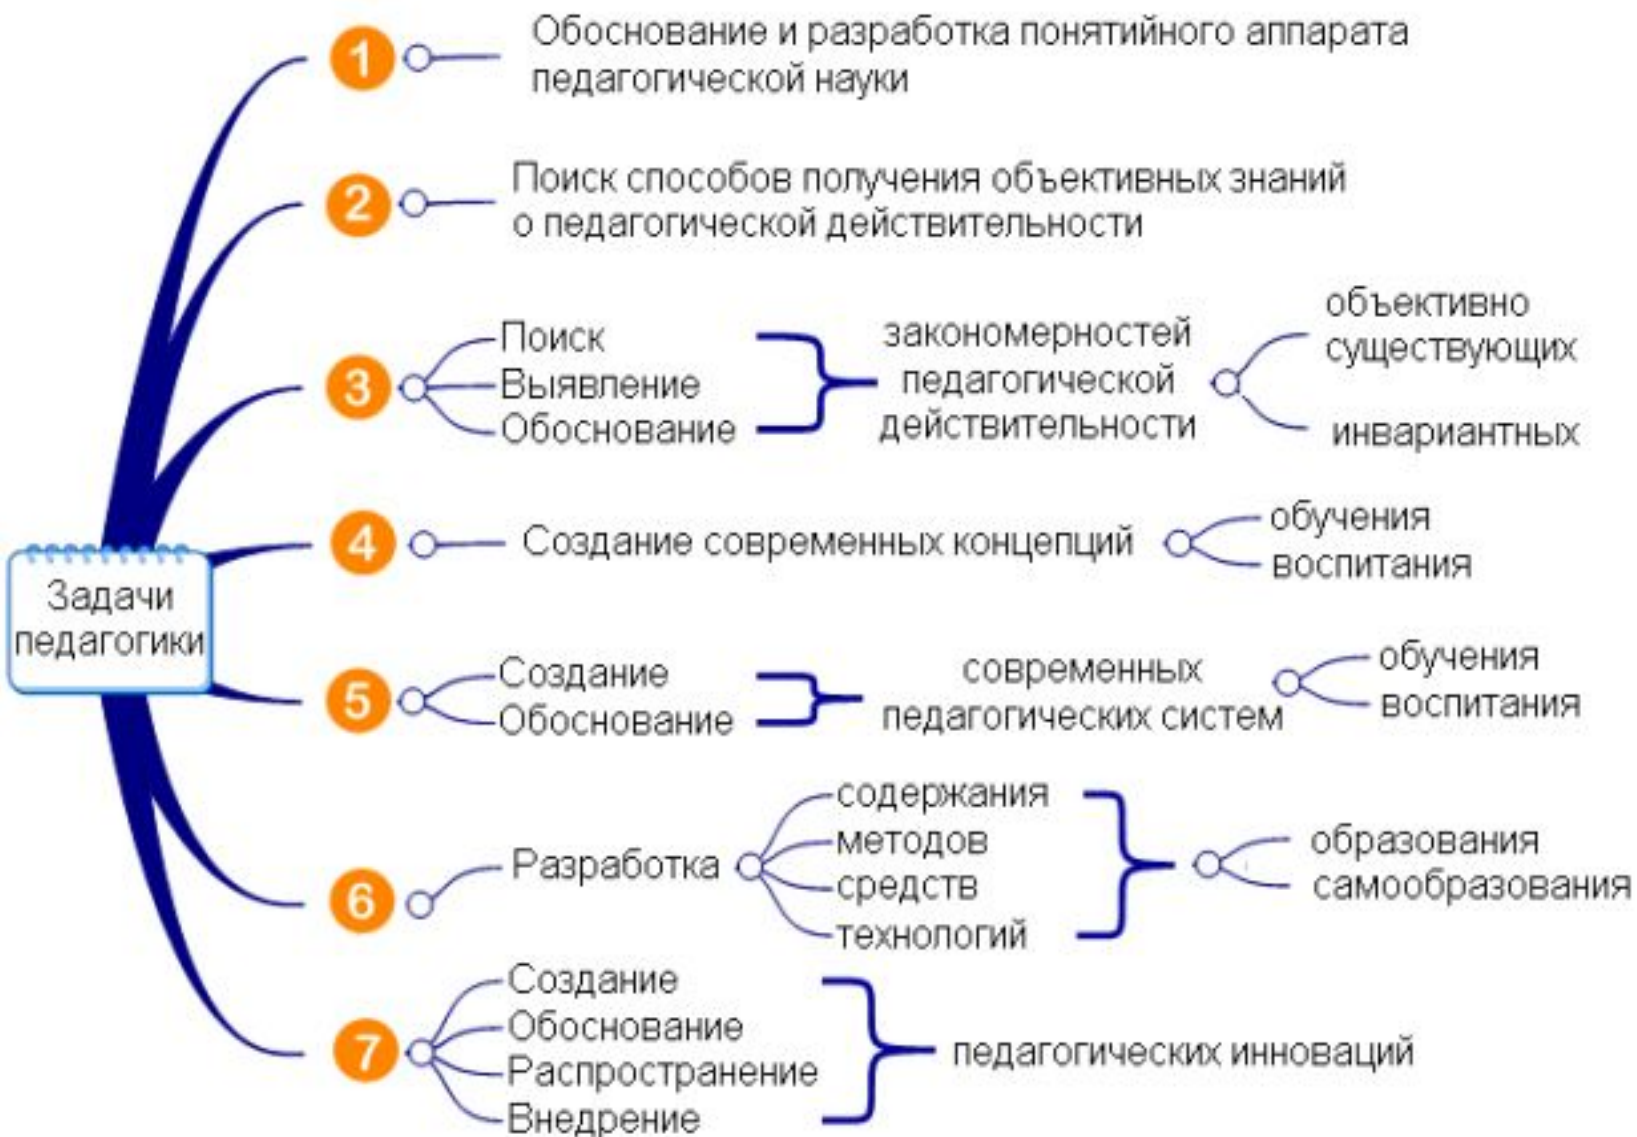 Задачи
педагогики
1
Обоснование и разработка понятийного аппарата
педагогической науки
2
Поиск способов получения объективных знаний
о педагогической действительности
3
Поиск
Выявление
Обоснование
закономерностей
педагогической
действительности
объективно
существующих
инвариантных
4
Создание современных концепций
обучения
воспитания
5
Создание
Обоснование
современных
педагогических систем
обучения
воспитания
6
Разработка
содержания
методов
средств
технологий
образования
самообразования
7
Создание
Обоснование
Распространение
Внедрение
педагогических инноваций